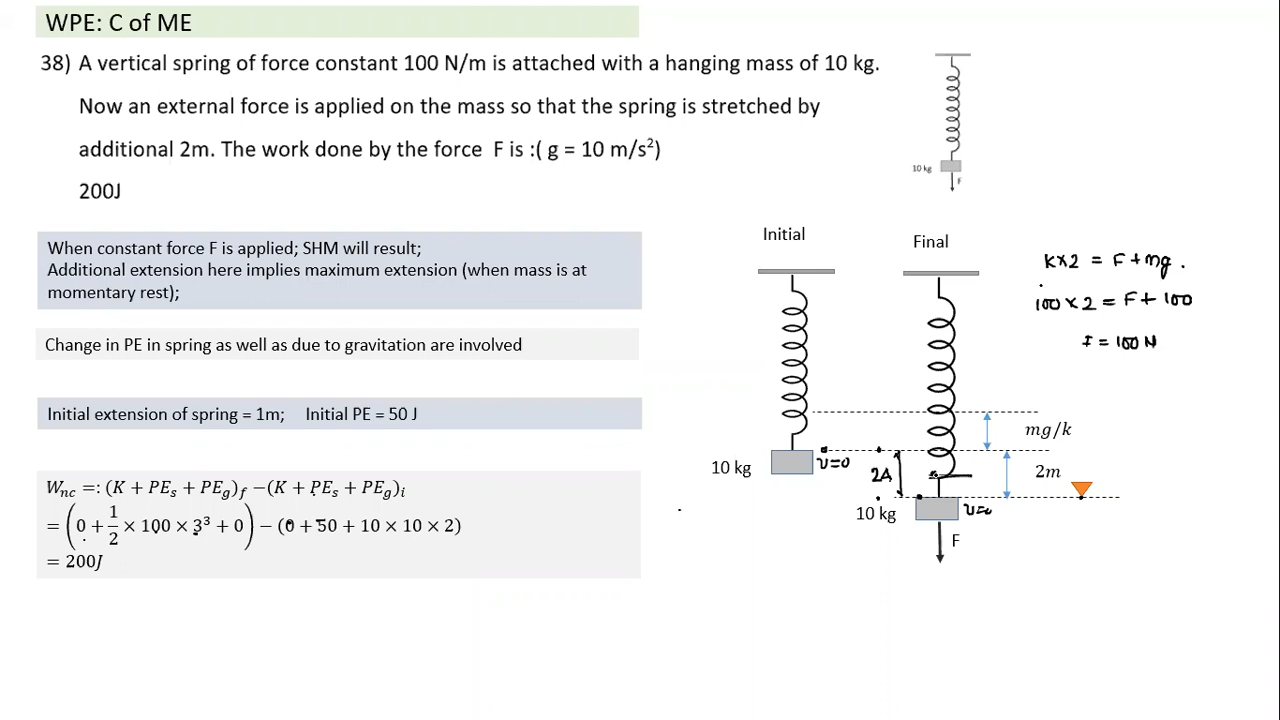 WPE: C of ME
38) A vertical spring of force constant 100 N/m is attached with a hanging mass of 10 kg.
Now an external force is applied on the mass so that the spring is stretched by
additional 2m. The work done by the force F is :( g = 10 m/s²)
200J
10 kg
F
When constant force F is applied; SHM will result;
Additional extension here implies maximum extension (when mass is at
momentary rest);
Change in PE in spring as well as due to gravitation are involved
Initial extension of spring = 1m; Initial PE = 50 J
W_nc =: (K + PE_s + PE_g)_f −(K + PE_s + PE_g)_i
= (0 + 1/2 × 100 × 3³ + 0) − (0 + 50 + 10 × 10 × 2)
= 200J
Initial
Final
10 kg
v=0
2A
10 kg
v=0
F
mg/k
2m
K×2 = F+mg.
100 × 2 = F + 100
F = 100 N